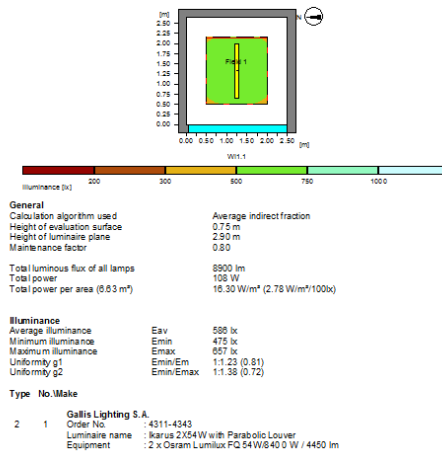 [m]
2.50
2.25
2.00
1.75
1.50
1.25
1.00
0.75
0.50
0.25
0.00
N
Field 1
0.00 0.50 1.00 1.50 2.00 2.50 [m]
W1.1
200 300 500 750 1000
Illuminance [lx]
General
Calculation algorithm used Average indirect fraction
Height of evaluation surface 0.75 m
Height of luminaire plane 2.90 m
Maintenance factor 0.80
Total luminous flux of all lamps 8900 lm
Total power 108 W
Total power per area (6.63 m²) 16.30 W/m² (2.78 W/m²/100lx)
Illuminance
Average illuminance Eav 586 lx
Minimum illuminance Emin 475 lx
Maximum illuminance Emax 657 lx
Uniformity g1 Emin/Em 1:1.23 (0.81)
Uniformity g2 Emin/Emax 1:1.38 (0.72)
Type No.\Make
Gallis Lighting S.A.
2 1 Order No. : 4311-4343
Luminaire name : Ikarus 2X54W with Parabolic Louver
Equipment : 2 x Osram Lumilux FQ 54W/840 0 W / 4450 lm